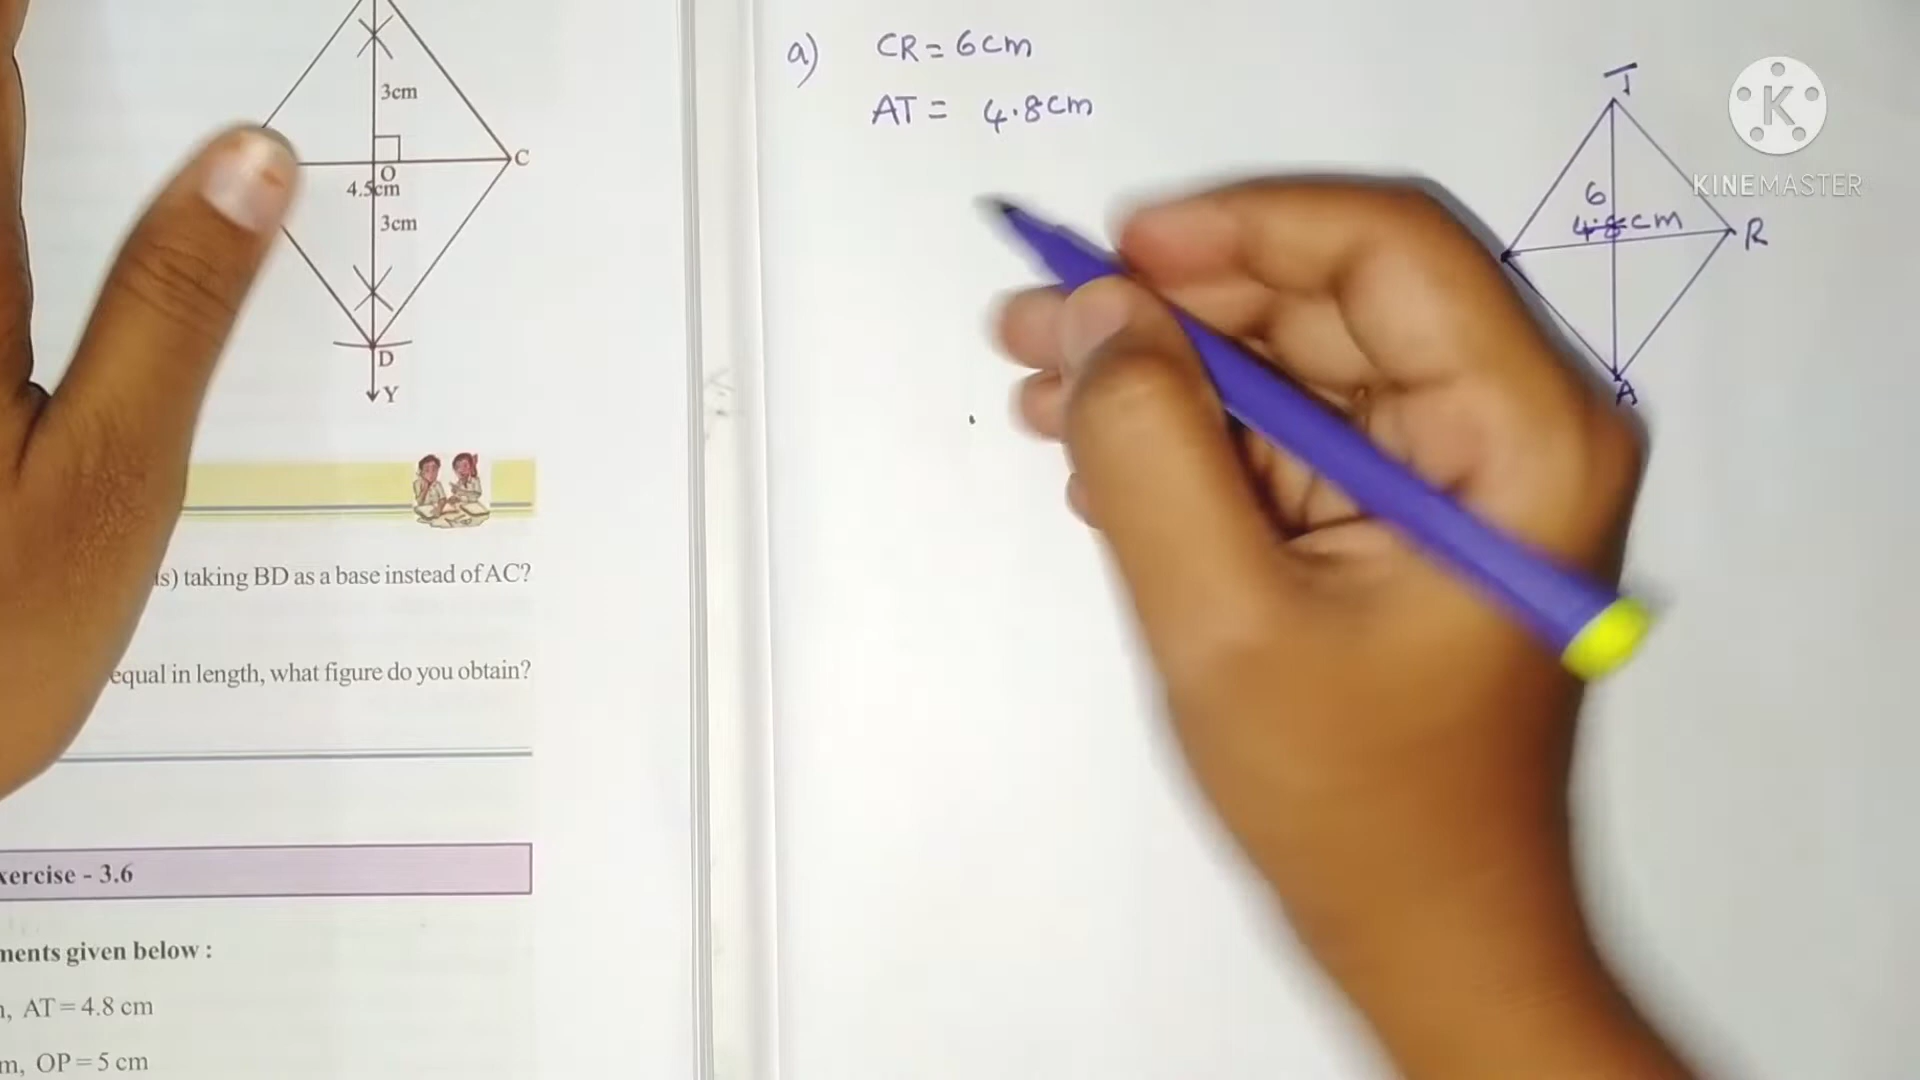 3cm
O
C
4.5cm
3cm
D
Y
taking BD as a base instead of AC?
equal in length, what figure do you obtain?
xercise - 3.6
ments given below :
, AT = 4.8 cm
m, OP = 5 cm
a) CR = 6cm
AT = 4.8cm
T
6
4.8cm
R
A
K
KINEMASTER